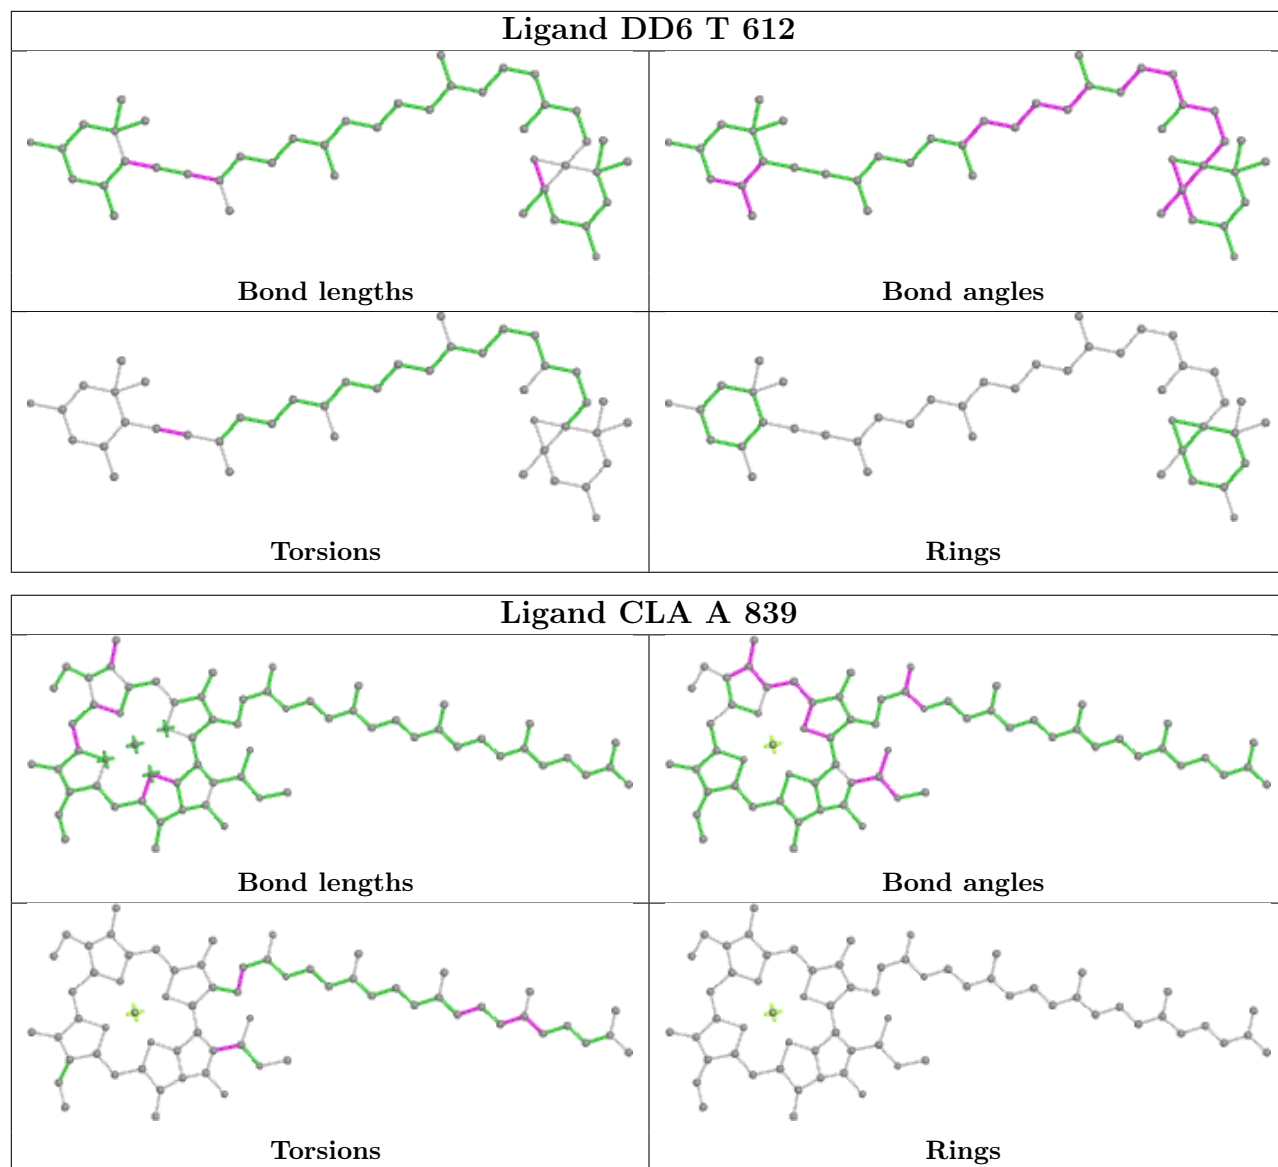 Ligand DD6 T 612
Bond lengths
Bond angles
Torsions
Rings
Ligand CLA A 839
Bond lengths
Bond angles
Torsions
Rings